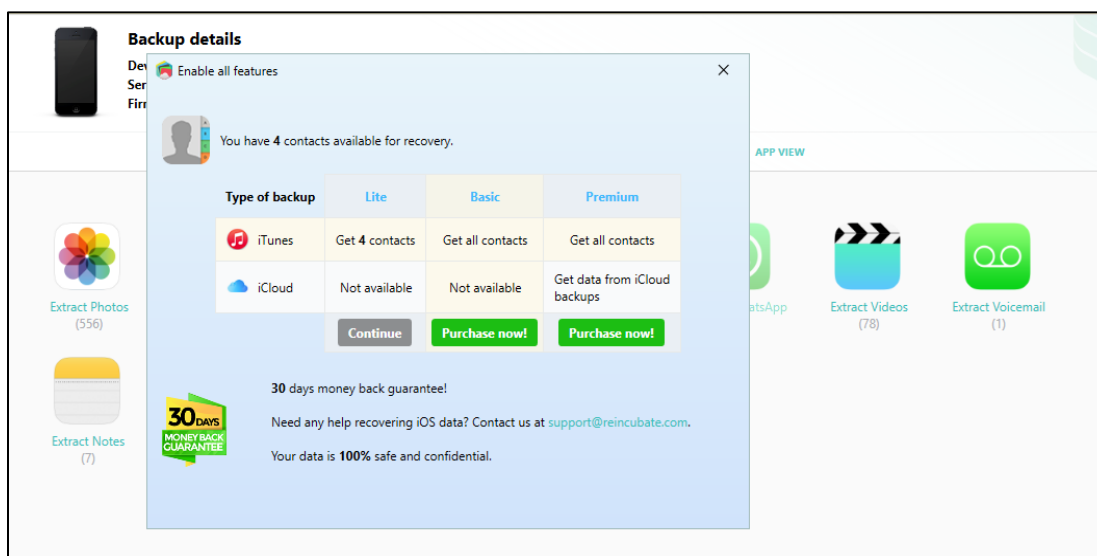 Backup details
Enable all features
You have 4 contacts available for recovery.
APP VIEW
Type of backup Lite Basic Premium
iTunes Get 4 contacts Get all contacts Get all contacts
iCloud Not available Not available Get data from iCloud
backups
Continue Purchase now! Purchase now!
Extract Photos
(556)
Extract Videos
(78)
Extract Voicemail
(1)
Extract Notes
(7)
30 DAYS
MONEY BACK
GUARANTEE
30 days money back guarantee!
Need any help recovering iOS data? Contact us at support@reincubate.com.
Your data is 100% safe and confidential.